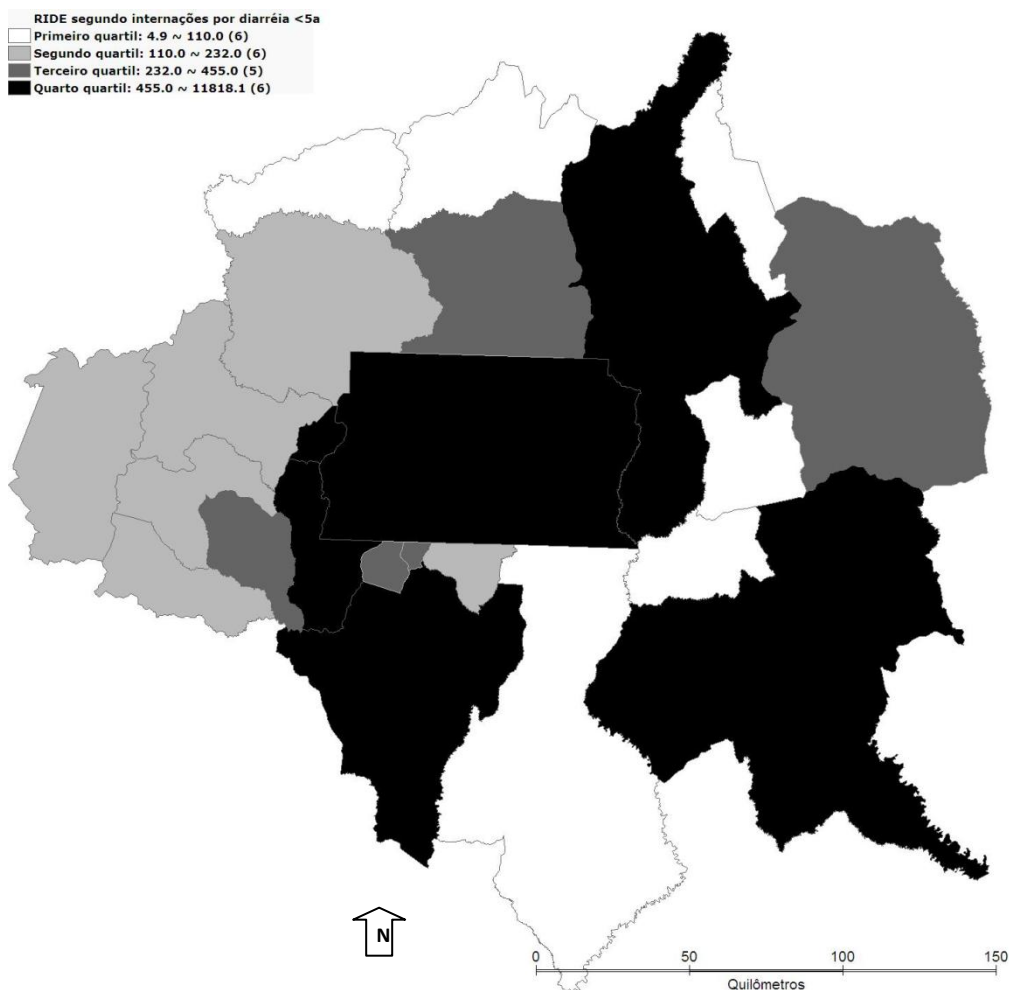 RIDE segundo internações por diarréia <5a
Primeiro quartil: 4.9 ~ 110.0 (6)
Segundo quartil: 110.0 ~ 232.0 (6)
Terceiro quartil: 232.0 ~ 455.0 (5)
Quarto quartil: 455.0 ~ 11818.1 (6)
N
0 50 100 150
Quilômetros